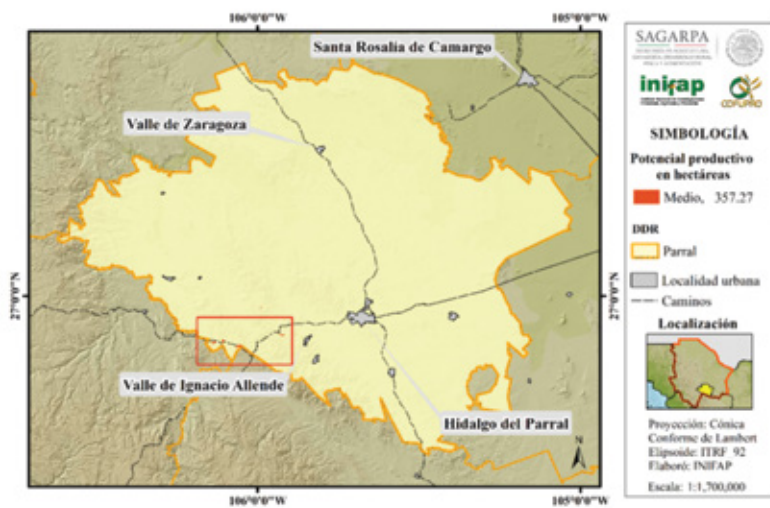 106°0'0"W
105°0'0"W
Santa Rosalía de Camargo
Valle de Zaragoza
27°0'0"N
27°0'0"N
Valle de Ignacio Allende
Hidalgo del Parral
N
106°0'0"W
105°0'0"W
SAGARPA
inifap
COFUPRO
SIMBOLOGÍA
Potencial productivo
en hectáreas
Medio, 357.27
DDR
Parral
Localidad urbana
Caminos
Localización
Proyección: Cónica
Conforme de Lambert
Elipsoide: ITRF_92
Elaboró: INIFAP
Escala: 1:1,700,000